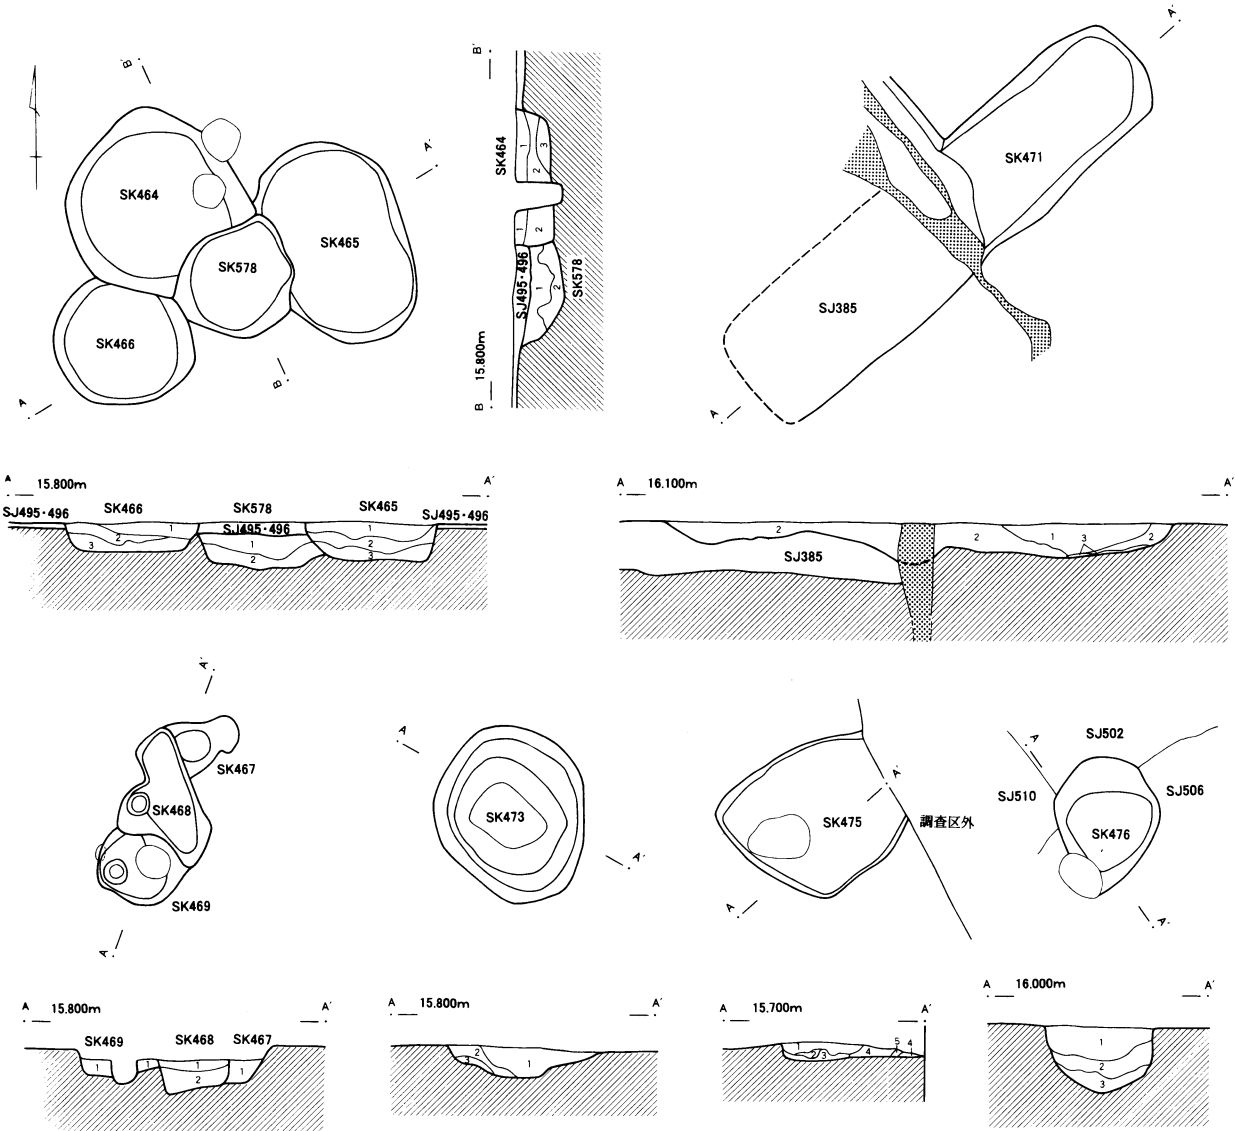 B'
SK464
SK465
SK578
SK466
A'
A
B
B'
SK464
1
3
2
1
2
SJ495・496
1
2
SK578
15.800m
B
A'
SK471
SJ385
A
A 15.800m A'
SJ495・496 SK466 SK578 SK465 SJ495・496
1 2 3
SJ495・496
1 2
1 2 3
A 16.100m A'
2
SJ385
2 1 3 2
A'
SK467
SK468
SK469
A
A
SK473
A'
A'
SK475
調査区外
A
SJ502
A
SJ510
SJ506
SK476
A'
A 15.800m A'
SK469 SK468 SK467
1 1 1 2 1
A 15.800m A'
2 3 1
A 15.700m A'
1 2 3 4 5 4
A 16.000m A'
1
2
3